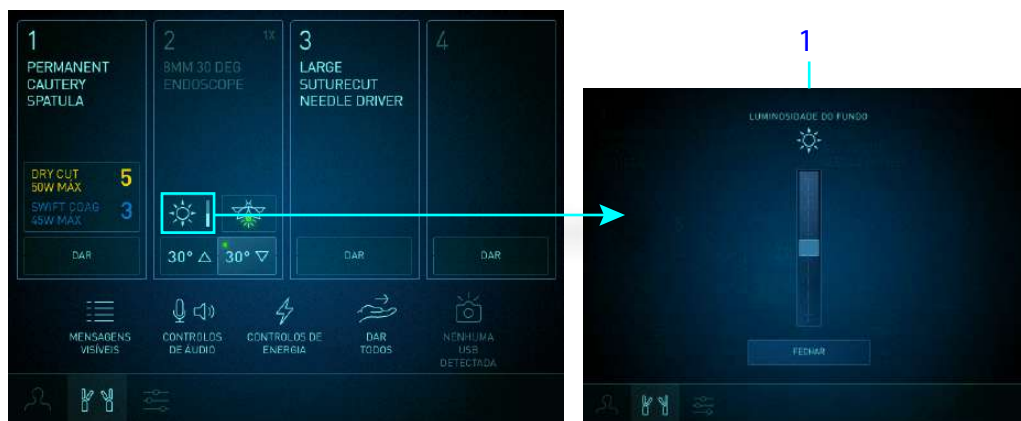 1
PERMANENT
CAUTERY
SPATULA
DRY CUT
50W MÁX
5
SWIFT COAG
45W MAX
3
DAR
2
1X
8MM 30 DEG
ENDOSCOPE
30°
30°
3
LARGE
SUTURECUT
NEEDLE DRIVER
DAR
4
DAR
MENSAGENS
VISÍVEIS
CONTROLOS
DE ÁUDIO
CONTROLOS DE
ENERGIA
DAR
TODOS
NENHUMA
USB
DETECTADA
1
LUMINOSIDADE DO FUNDO
FECHAR